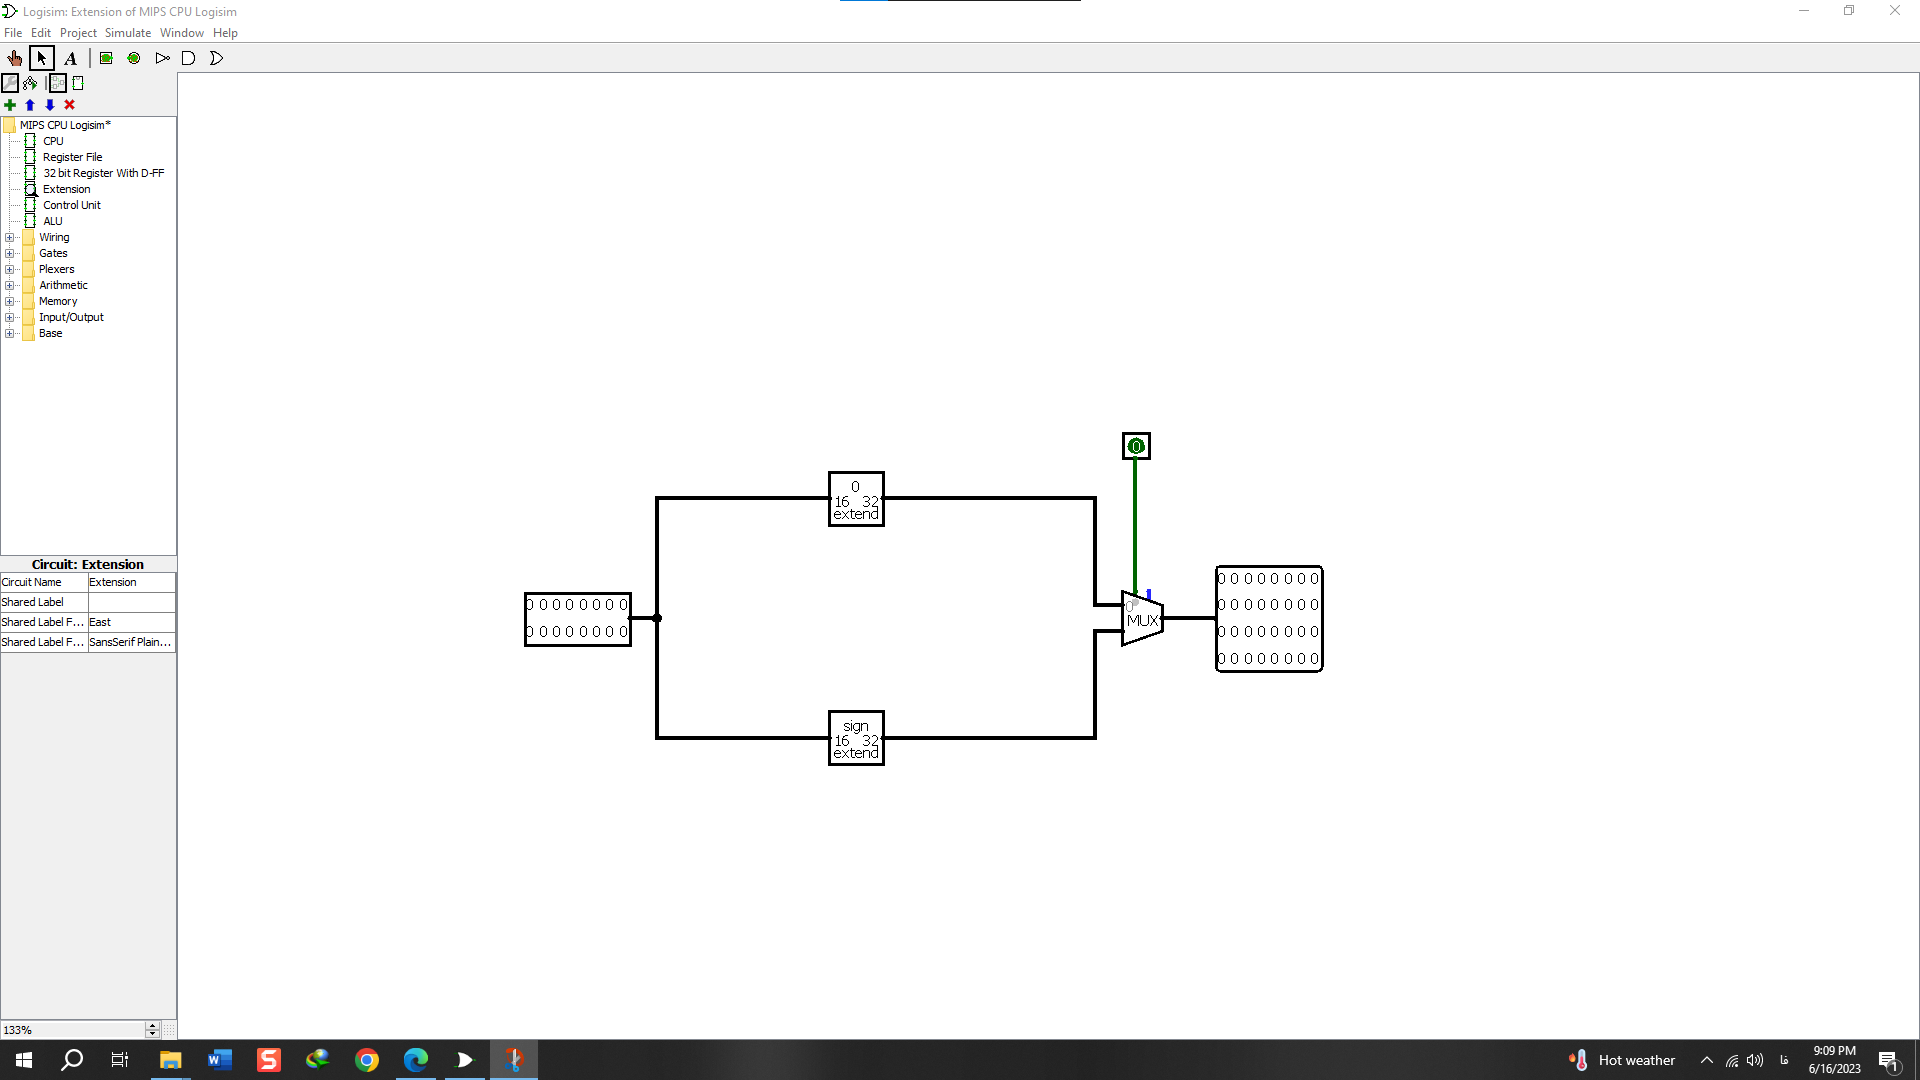 Logisim: Extension of MIPS CPU Logisim
File Edit Project Simulate Window Help
A
MIPS CPU Logisim*
CPU
Register File
32 bit Register With D-FF
Extension
Control Unit
ALU
Wiring
Gates
Plexers
Arithmetic
Memory
Input/Output
Base
Circuit: Extension
Circuit Name Extension
Shared Label
Shared Label F... East
Shared Label F... SansSerif Plain...
133%
0
0
16 32
extend
0 0 0 0 0 0 0 0
0 0 0 0 0 0 0 0
sign
16 32
extend
1
0
MUX
0 0 0 0 0 0 0 0
0 0 0 0 0 0 0 0
0 0 0 0 0 0 0 0
0 0 0 0 0 0 0 0
Hot weather
فا
9:09 PM
6/16/2023
1